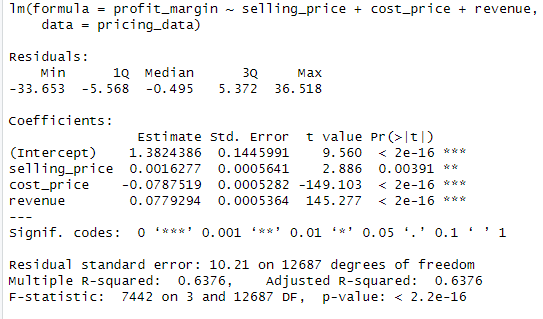 lm(formula = profit_margin ~ selling_price + cost_price + revenue,
    data = pricing_data)

Residuals:
    Min      1Q  Median      3Q     Max
-33.653  -5.568  -0.495   5.372  36.518

Coefficients:
                Estimate Std. Error  t value Pr(>|t|)
(Intercept)    1.3824386  0.1445991    9.560  < 2e-16 ***
selling_price  0.0016277  0.0005641    2.886  0.00391 **
cost_price    -0.0787519  0.0005282 -149.103  < 2e-16 ***
revenue        0.0779294  0.0005364  145.277  < 2e-16 ***
---
Signif. codes:  0 ‘***’ 0.001 ‘**’ 0.01 ‘*’ 0.05 ‘.’ 0.1 ‘ ’ 1

Residual standard error: 10.21 on 12687 degrees of freedom
Multiple R-squared:  0.6376,	Adjusted R-squared:  0.6376
F-statistic:  7442 on 3 and 12687 DF,  p-value: < 2.2e-16